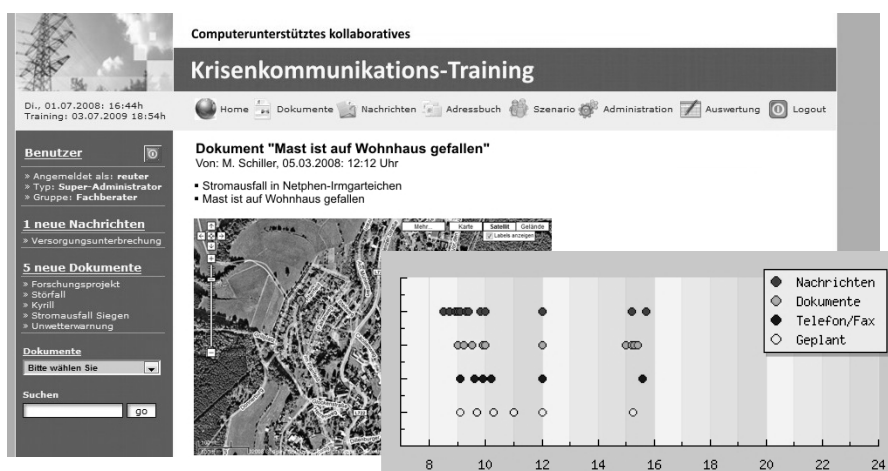 Computerunterstütztes kollaboratives
Krisenkommunikations-Training
Di., 01.07.2008: 16:44h
Training: 03.07.2009 18:54h
Home Dokumente Nachrichten Adressbuch Szenario Administration Auswertung Logout
Benutzer
» Angemeldet als: reuter
» Typ: Super-Administrator
» Gruppe: Fachberater
1 neue Nachrichten
» Versorgungsunterbrechung
5 neue Dokumente
» Forschungsprojekt
» Störfall
» Kyrill
» Stromausfall Siegen
» Unwetterwarnung
Dokumente
Bitte wählen Sie
Suchen
go
Dokument "Mast ist auf Wohnhaus gefallen"
Von: M. Schiller, 05.03.2008: 12:12 Uhr
▪ Stromausfall in Netphen-Irmgarteichen
▪ Mast ist auf Wohnhaus gefallen
Mehr... Karte Satellit Gelände
Labels anzeigen
Nachrichten
Dokumente
Telefon/Fax
Geplant
8 10 12 14 16 18 20 22 24